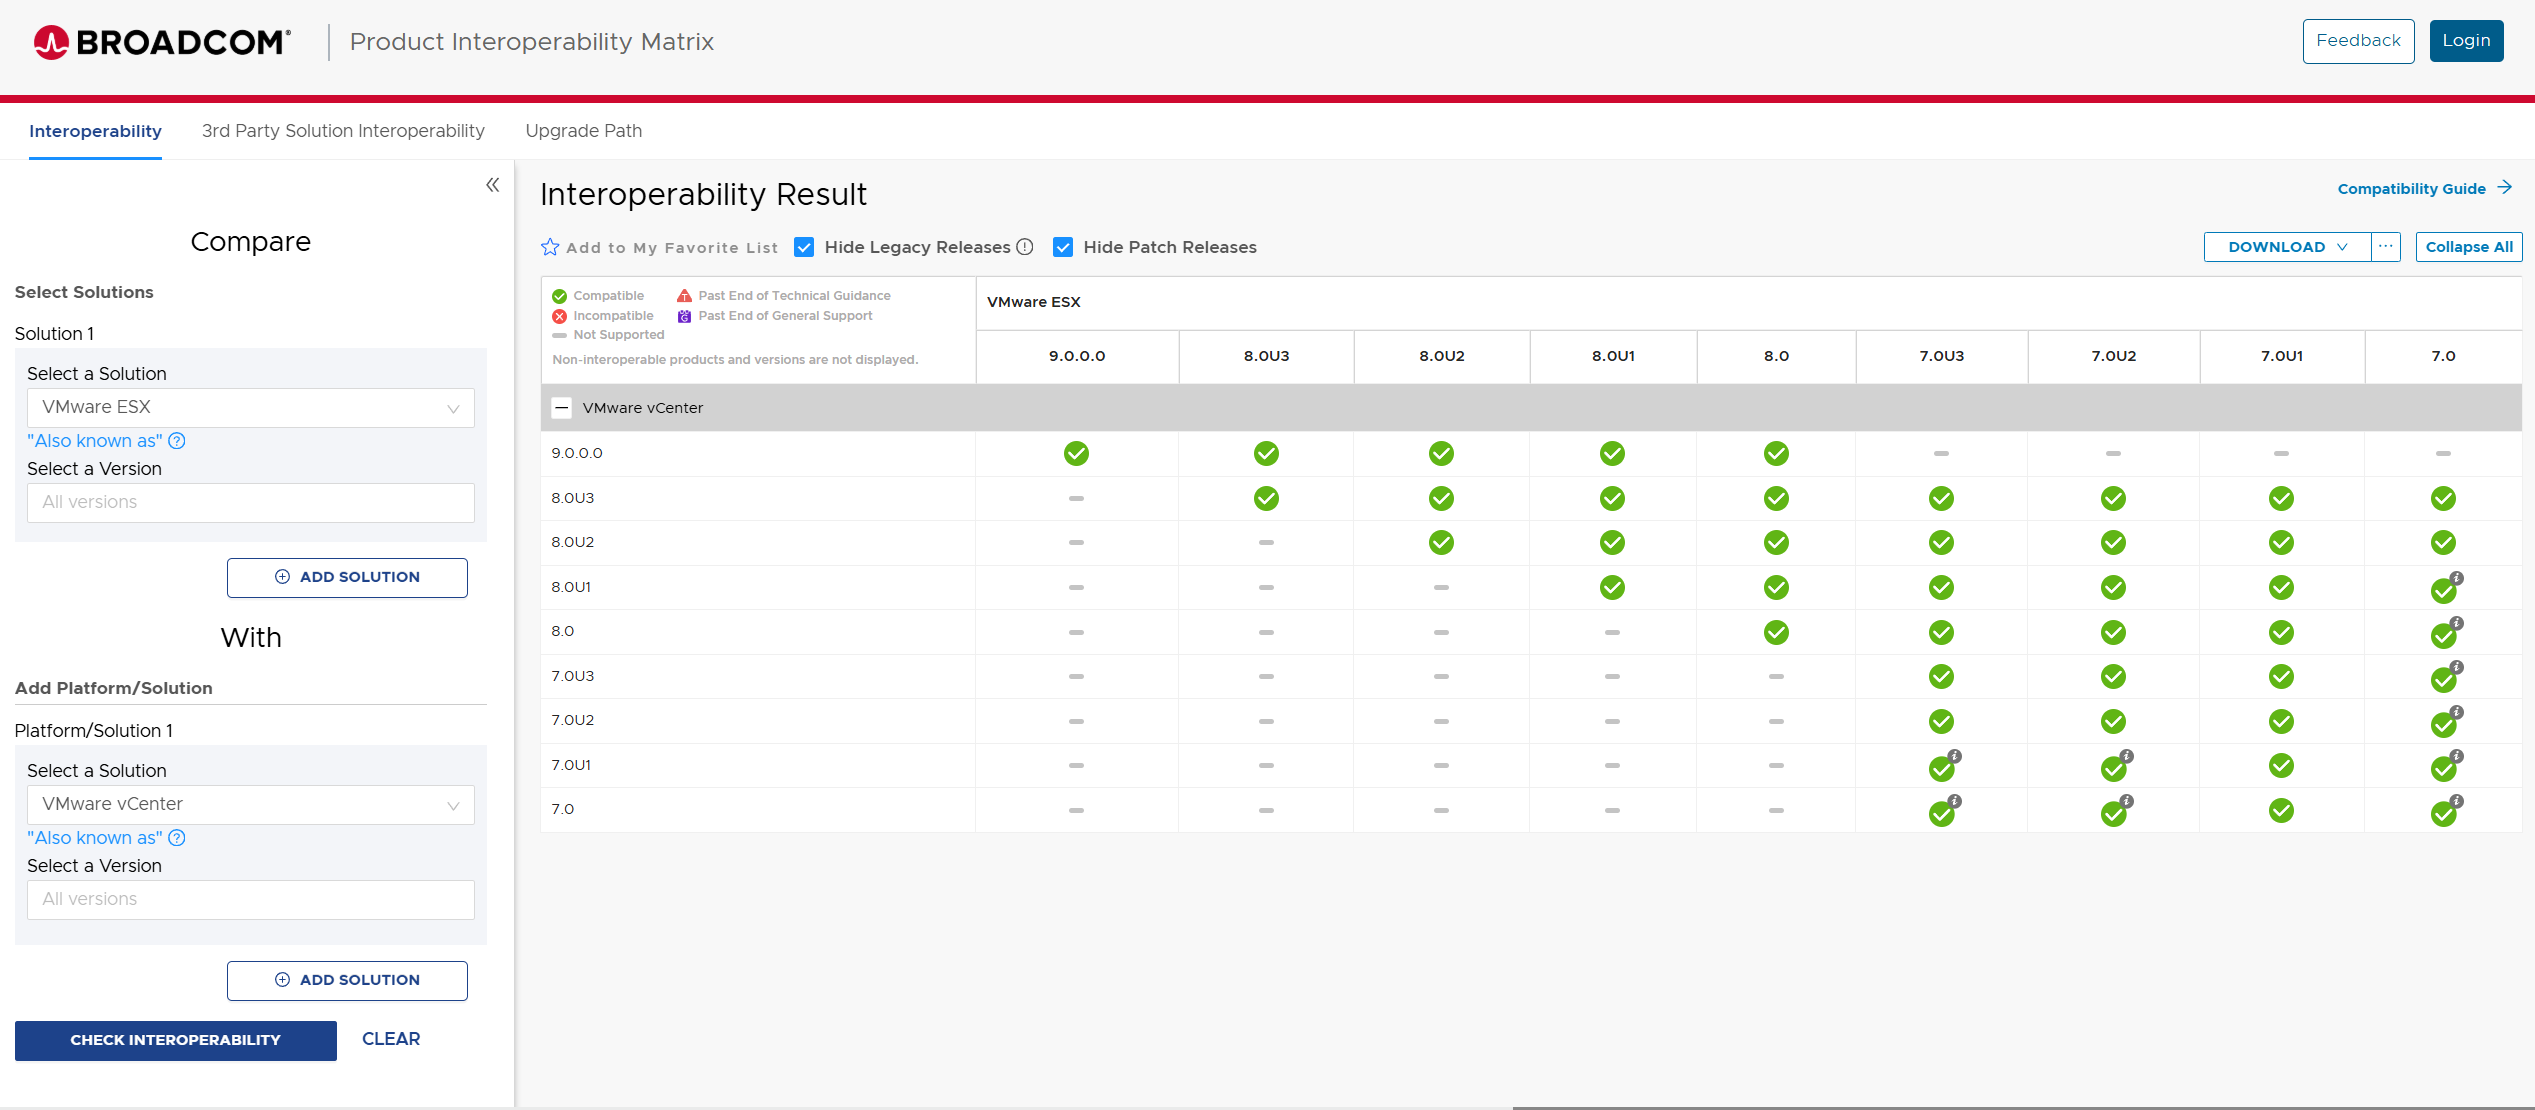 BROADCOM® Product Interoperability Matrix
Feedback
Login
Interoperability
3rd Party Solution Interoperability
Upgrade Path
Compare
Select Solutions
Solution 1
Select a Solution
VMware ESX
"Also known as"
Select a Version
All versions
ADD SOLUTION
With
Add Platform/Solution
Platform/Solution 1
Select a Solution
VMware vCenter
"Also known as"
Select a Version
All versions
ADD SOLUTION
CHECK INTEROPERABILITY
CLEAR
Interoperability Result
Compatibility Guide
Add to My Favorite List
Hide Legacy Releases
Hide Patch Releases
DOWNLOAD
...
Collapse All
Compatible
Past End of Technical Guidance
Incompatible
Past End of General Support
Not Supported
Non-interoperable products and versions are not displayed.
VMware ESX
9.0.0.0 8.0U3 8.0U2 8.0U1 8.0 7.0U3 7.0U2 7.0U1 7.0
VMware vCenter
9.0.0.0
8.0U3
8.0U2
8.0U1
8.0
7.0U3
7.0U2
7.0U1
7.0